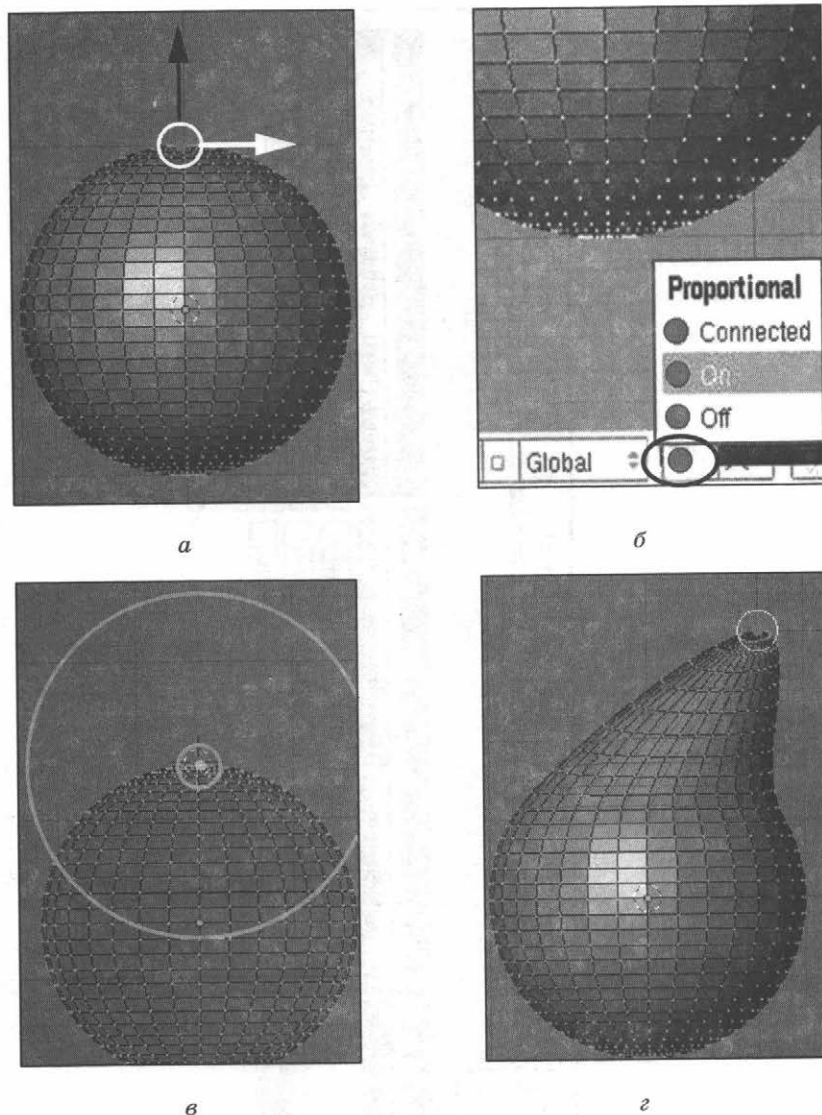 Proportional
Connected
On
Off
Global
а
б
в
г